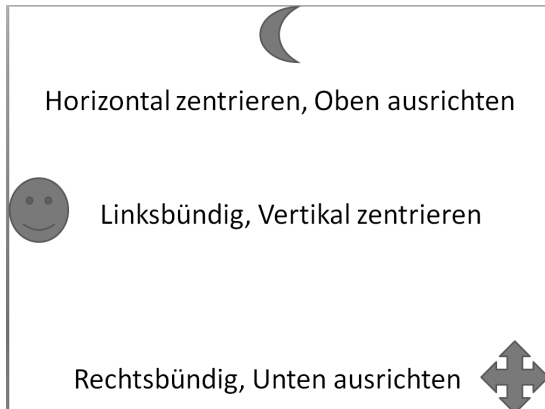 Horizontal zentrieren, Oben ausrichten
Linksbündig, Vertikal zentrieren
Rechtsbündig, Unten ausrichten